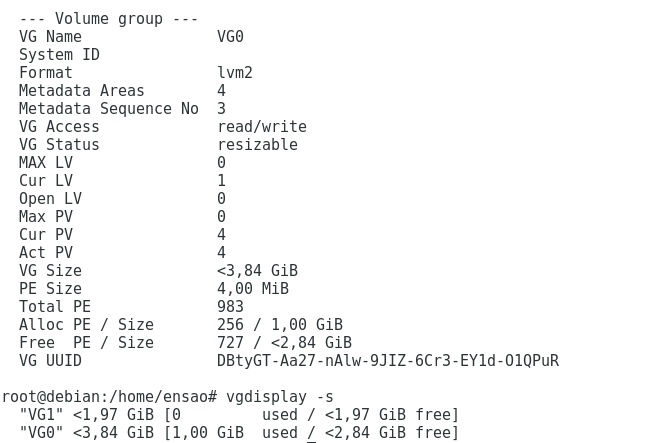 --- Volume group ---
VG Name               VG0
System ID
Format                lvm2
Metadata Areas        4
Metadata Sequence No  3
VG Access             read/write
VG Status             resizable
MAX LV                0
Cur LV                1
Open LV               0
Max PV                0
Cur PV                4
Act PV                4
VG Size               <3,84 GiB
PE Size               4,00 MiB
Total PE              983
Alloc PE / Size       256 / 1,00 GiB
Free  PE / Size       727 / <2,84 GiB
VG UUID               DBtyGT-Aa27-nAlw-9JIZ-6Cr3-EY1d-O1QPuR
root@debian:/home/ensao# vgdisplay -s
"VG1" <1,97 GiB [0         used / <1,97 GiB free]
"VG0" <3,84 GiB [1,00 GiB  used / <2,84 GiB free]